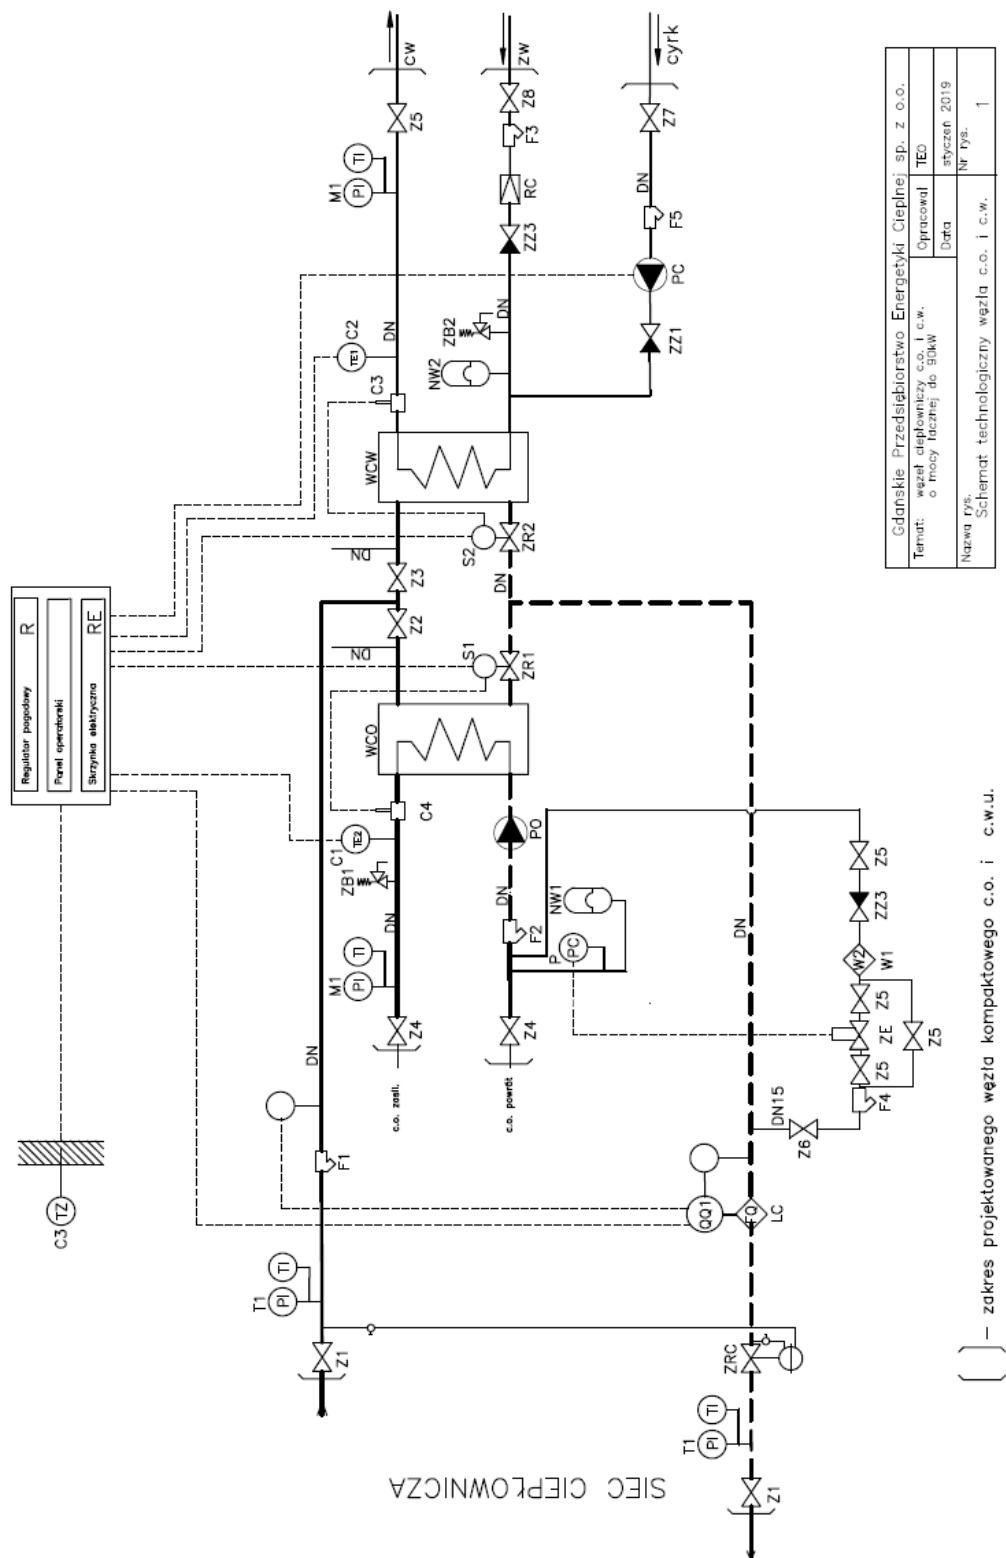 SIEC CIEPŁOWNICZA
Z1
T1
PI
TI
Z1
T1
PI
TI
ZRC
C3
TZ
F1
DN
QQ1
FQ
LC
Z6
DN15
F4
Z5
ZE
Z5
Z5
W2
W1
ZZ3
Z5
DN
c.o. zasil.
Z4
M1
PI
TI
DN
ZB1
C1
TE2
C4
c.o. powrót
Z4
P
PC
NW1
F2
DN
PO
WCO
S1
ZR1
DN
Z2
Z3
DN
DN
S2
ZR2
WCW
C3
TE1
C2
DN
M1
PI
TI
Z5
cw
NW2
ZB2
DN
ZZ3
RC
F3
Z8
zw
ZZ1
PC
F5
DN
Z7
cyrk
Regulator pogodowy R
Panel operatorski
Skrzynka elektryczna RE
Gdańskie Przedsiębiorstwo Energetyki Cieplnej sp. z o.o.
Temat: węzeł ciepłowniczy c.o. i c.w.
o mocy łącznej do 90kW
Opracował TEO
Data styczeń 2019
Nazwa rys.
Schemat technologiczny węzła c.o. i c.w.
Nr rys.
1
[ ] – zakres projektowanego węzła kompaktowego c.o. i c.w.u.